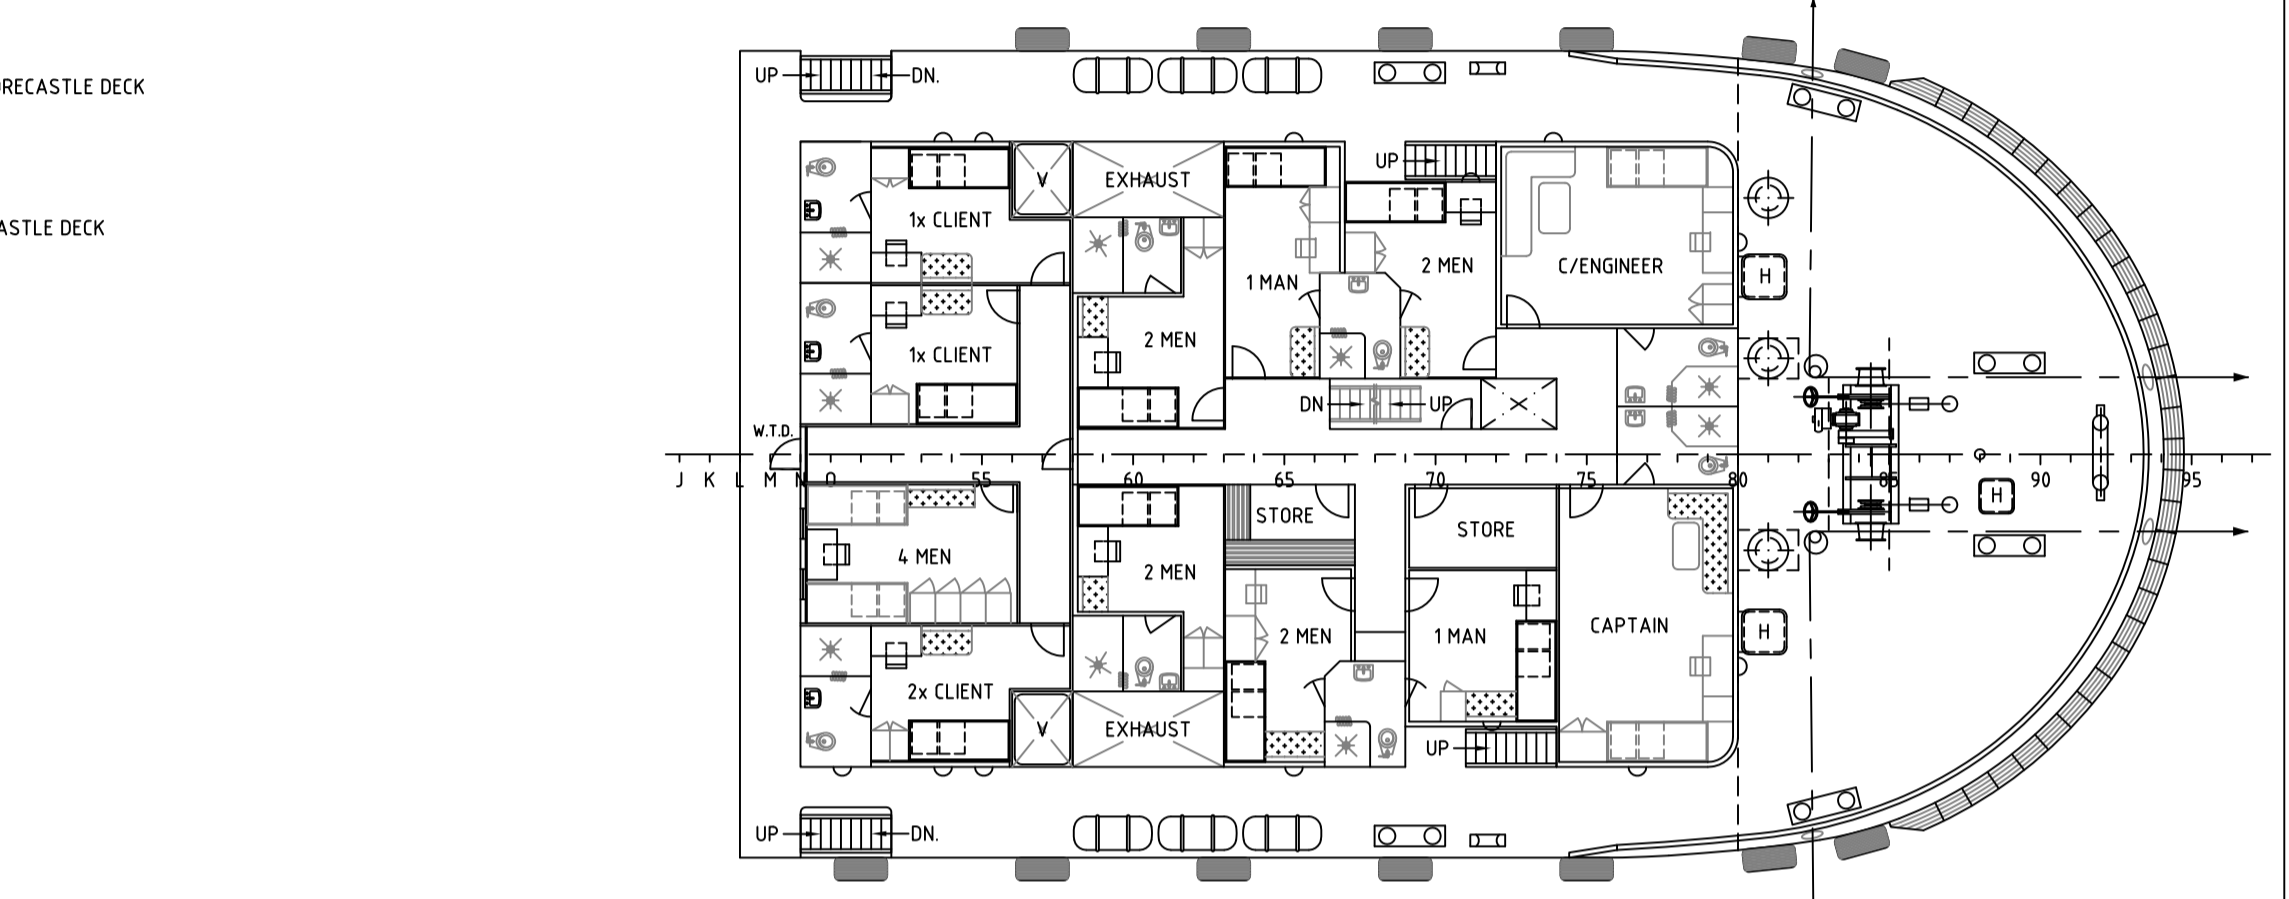 RECASTLE DECK
UP
DN.
UP
V
EXHAUST
1x CLIENT
1 MAN
2 MEN
C/ENGINEER
H
1x CLIENT
2 MEN
DN
UP
X
W.T.D.
J K L M N O 55 60 65 70 75 80 85 90 95
H
STORE
STORE
4 MEN
2 MEN
2 MEN
1 MAN
CAPTAIN
H
2x CLIENT
V
EXHAUST
UP
UP
DN.
ASTLE DECK